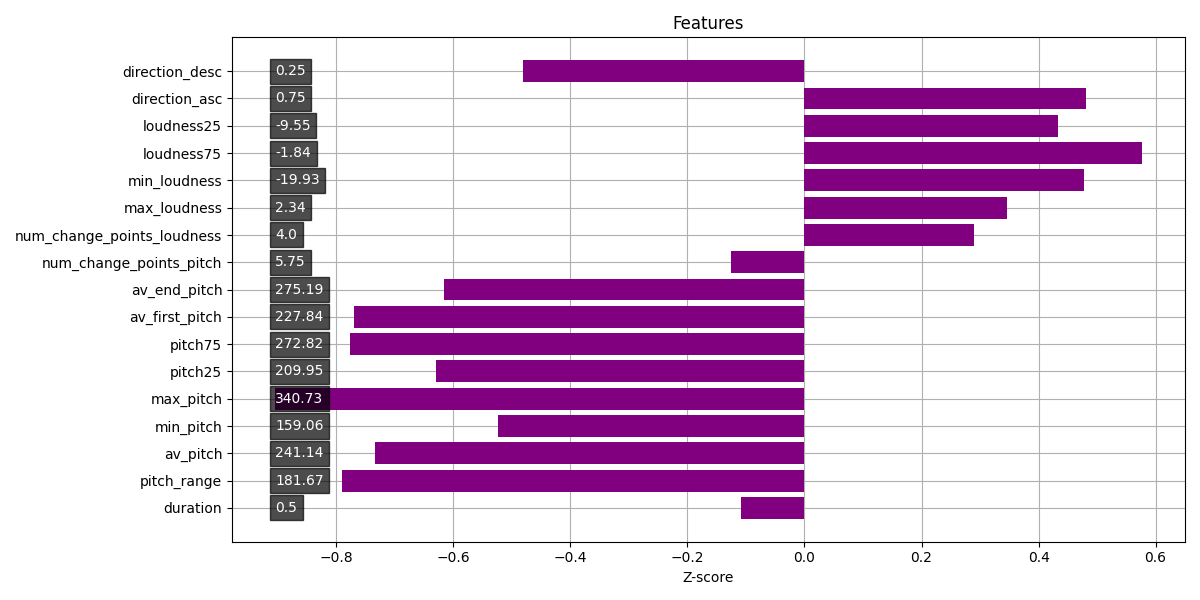 Features
direction_desc 0.25
direction_asc 0.75
loudness25 -9.55
loudness75 -1.84
min_loudness -19.93
max_loudness 2.34
num_change_points_loudness 4.0
num_change_points_pitch 5.75
av_end_pitch 275.19
av_first_pitch 227.84
pitch75 272.82
pitch25 209.95
max_pitch 340.73
min_pitch 159.06
av_pitch 241.14
pitch_range 181.67
duration 0.5
−0.8 −0.6 −0.4 −0.2 0.0 0.2 0.4 0.6
Z-score